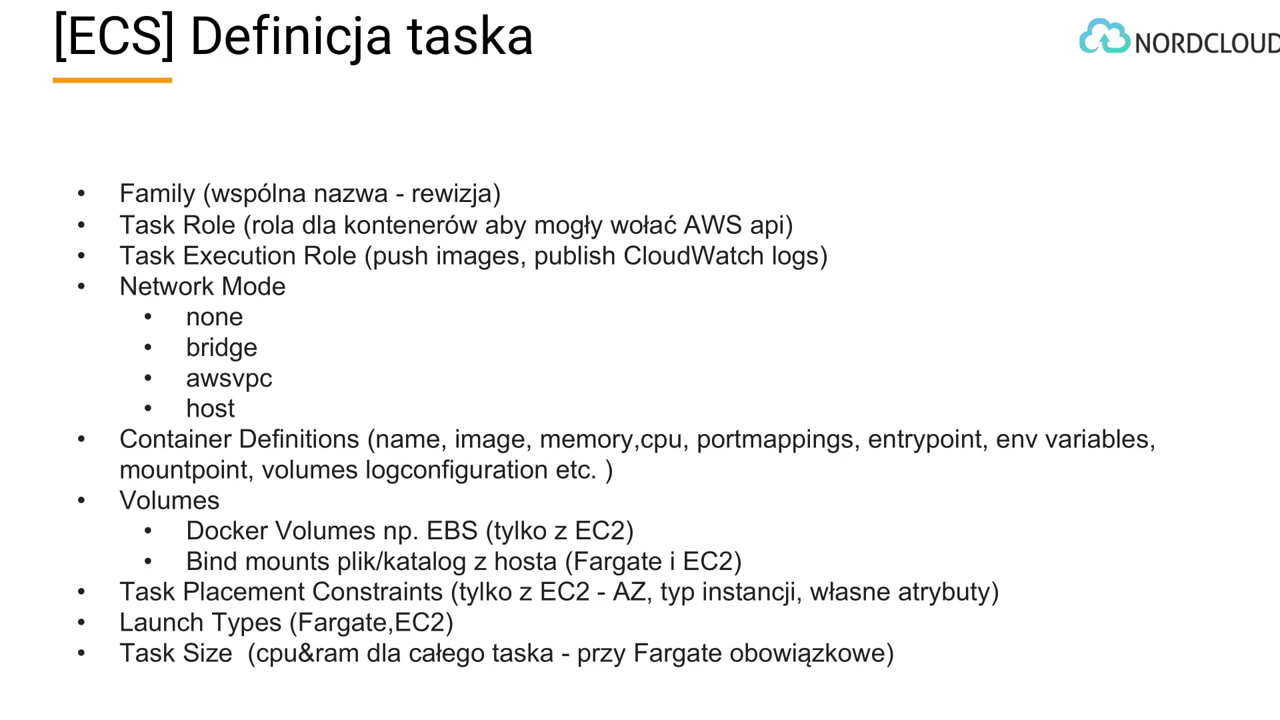 [ECS] Definicja taska
NORDCLOUD
• Family (wspólna nazwa - rewizja)
• Task Role (rola dla kontenerów aby mogły wołać AWS api)
• Task Execution Role (push images, publish CloudWatch logs)
• Network Mode
• none
• bridge
• awsvpc
• host
• Container Definitions (name, image, memory,cpu, portmappings, entrypoint, env variables,
mountpoint, volumes logconfiguration etc. )
• Volumes
• Docker Volumes np. EBS (tylko z EC2)
• Bind mounts plik/katalog z hosta (Fargate i EC2)
• Task Placement Constraints (tylko z EC2 - AZ, typ instancji, własne atrybuty)
• Launch Types (Fargate,EC2)
• Task Size  (cpu&ram dla całego taska - przy Fargate obowiązkowe)